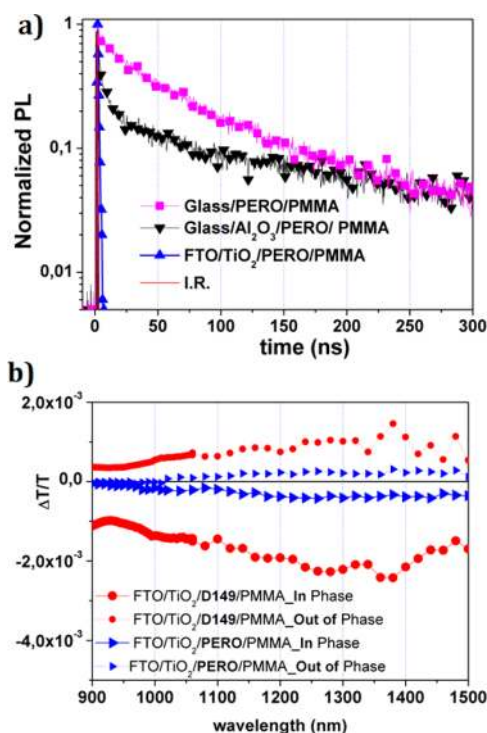 a)
1
0,1
0,01
Normalized PL
Glass/PERO/PMMA
Glass/Al₂O₃/PERO/ PMMA
FTO/TiO₂/PERO/PMMA
I.R.
0 50 100 150 200 250 300
time (ns)
b)
2,0x10⁻³
0,0
-2,0x10⁻³
-4,0x10⁻³
ΔT/T
FTO/TiO₂/D149/PMMA_In Phase
FTO/TiO₂/D149/PMMA_Out of Phase
FTO/TiO₂/PERO/PMMA_In Phase
FTO/TiO₂/PERO/PMMA_Out of Phase
900 1000 1100 1200 1300 1400 1500
wavelength (nm)